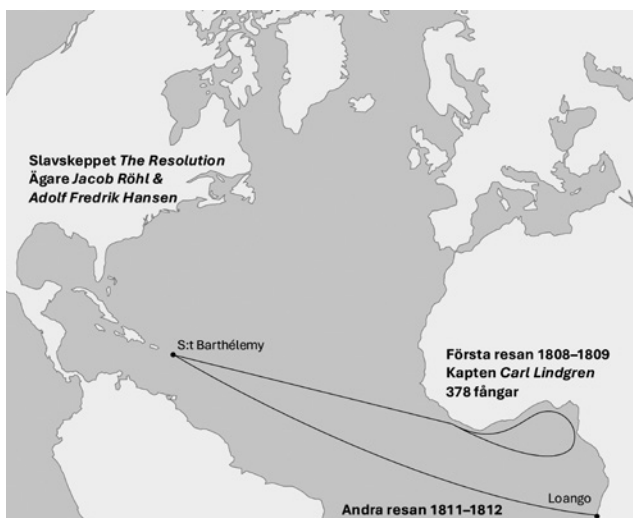 Slavskeppet The Resolution
Ägare Jacob Röhl &
Adolf Fredrik Hansen
S:t Barthélemy
Första resan 1808–1809
Kapten Carl Lindgren
378 fångar
Loango
Andra resan 1811–1812